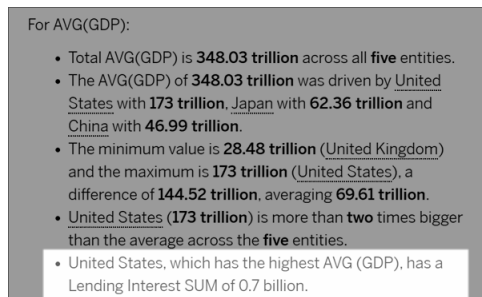 For AVG(GDP):
• Total AVG(GDP) is 348.03 trillion across all five entities.
• The AVG(GDP) of 348.03 trillion was driven by United
States with 173 trillion, Japan with 62.36 trillion and
China with 46.99 trillion.
• The minimum value is 28.48 trillion (United Kingdom)
and the maximum is 173 trillion (United States), a
difference of 144.52 trillion, averaging 69.61 trillion.
• United States (173 trillion) is more than two times bigger
than the average across the five entities.
• United States, which has the highest AVG (GDP), has a
Lending Interest SUM of 0.7 billion.